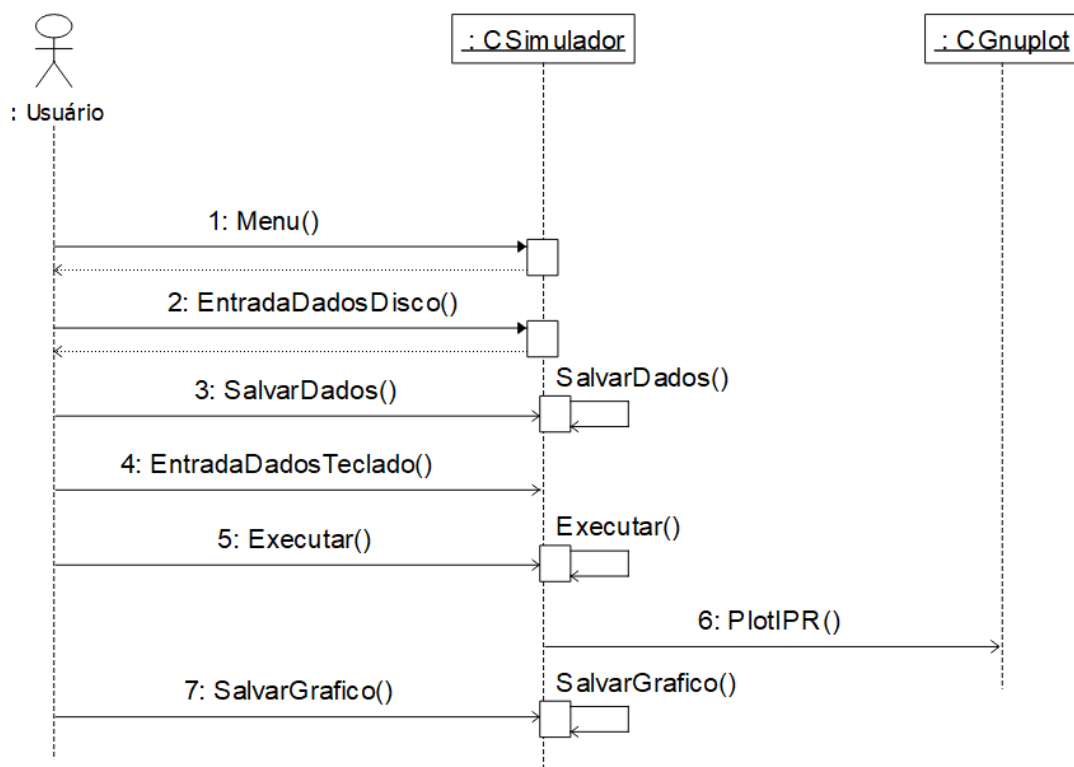 : CSimulador
: CGnuplot
: Usuário
1: Menu()
2: EntradaDadosDisco()
SalvarDados()
3: SalvarDados()
4: EntradaDadosTeclado()
Executar()
5: Executar()
6: PlotIPR()
SalvarGrafico()
7: SalvarGrafico()